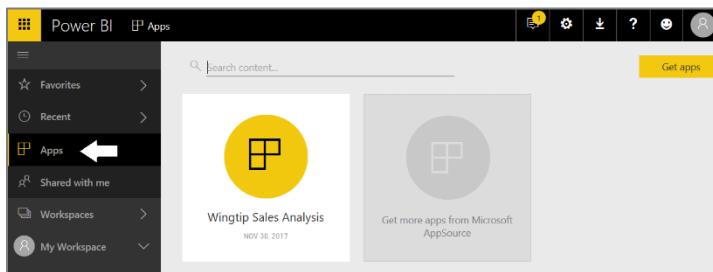 Power BI
Apps
1
Search content...
Get apps
Favorites
Recent
Apps
Shared with me
Workspaces
My Workspace
Wingtip Sales Analysis
NOV 30, 2017
Get more apps from Microsoft
AppSource